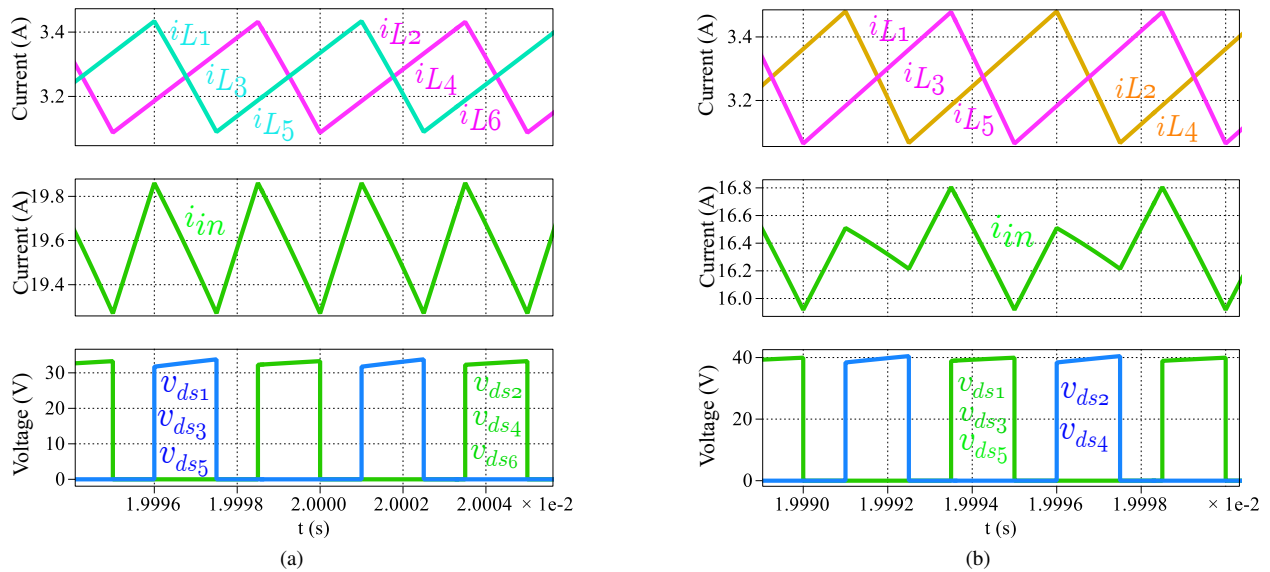 Current (A)
3.4
3.2
iL1
iL2
iL3
iL4
iL5
iL6
Current (A)
19.8
19.6
19.4
iin
Voltage (V)
30
20
10
0
vds1
vds2
vds3
vds4
vds5
vds6
1.9996 1.9998 2.0000 2.0002 2.0004 × 1e-2
t (s)
(a)
Current (A)
3.4
3.2
iL1
iL3
iL2
iL5
iL4
Current (A)
16.8
16.6
16.4
16.2
16.0
iin
Voltage (V)
40
20
0
vds1
vds2
vds3
vds4
vds5
1.9990 1.9992 1.9994 1.9996 1.9998 × 1e-2
t (s)
(b)